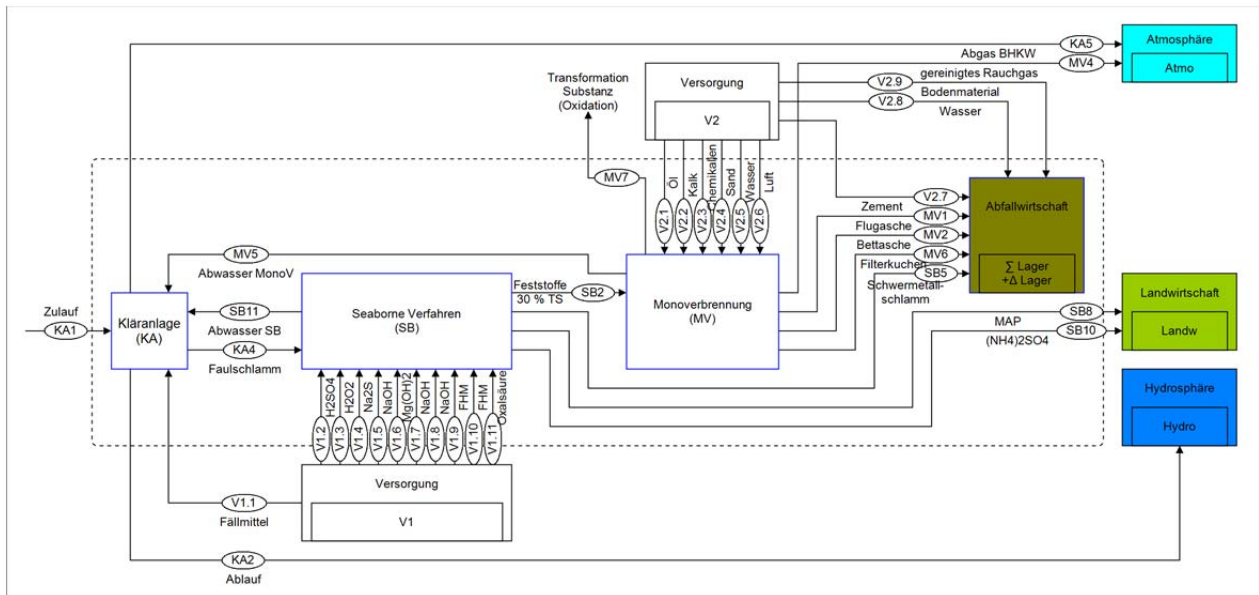 KA5
Atmosphäre
Abgas BHKW
MV4
Atmo
Transformation
Substanz
(Oxidation)
Versorgung
V2
V2.9
gereinigtes Rauchgas
V2.8
Bodenmaterial
Wasser
MV7
Öl
Kalk
Chemikalien
Sand
Wasser
Luft
V2.1
V2.2
V2.3
V2.4
V2.5
V2.6
V2.7
Zement
MV1
Flugasche
MV2
Bettasche
MV6
Filterkuchen
SB5
Schwermetall-
schlamm
Abfallwirtschaft
∑ Lager
+Δ Lager
MV5
Abwasser MonoV
Zulauf
KA1
Kläranlage
(KA)
SB11
Abwasser SB
KA4
Faulschlamm
Seaborne Verfahren
(SB)
Feststoffe
SB2
30 % TS
Monoverbrennung
(MV)
SB8
MAP
SB10
(NH4)2SO4
Landwirtschaft
Landw
Hydrosphäre
Hydro
H2SO4
H2O2
Na2S
NaOH
Mg(OH)2
NaOH
NaOH
FHM
FHM
Oxalsäure
V1.2
V1.3
V1.4
V1.5
V1.6
V1.7
V1.8
V1.9
V1.10
V1.11
Versorgung
V1
V1.1
Fällmittel
KA2
Ablauf